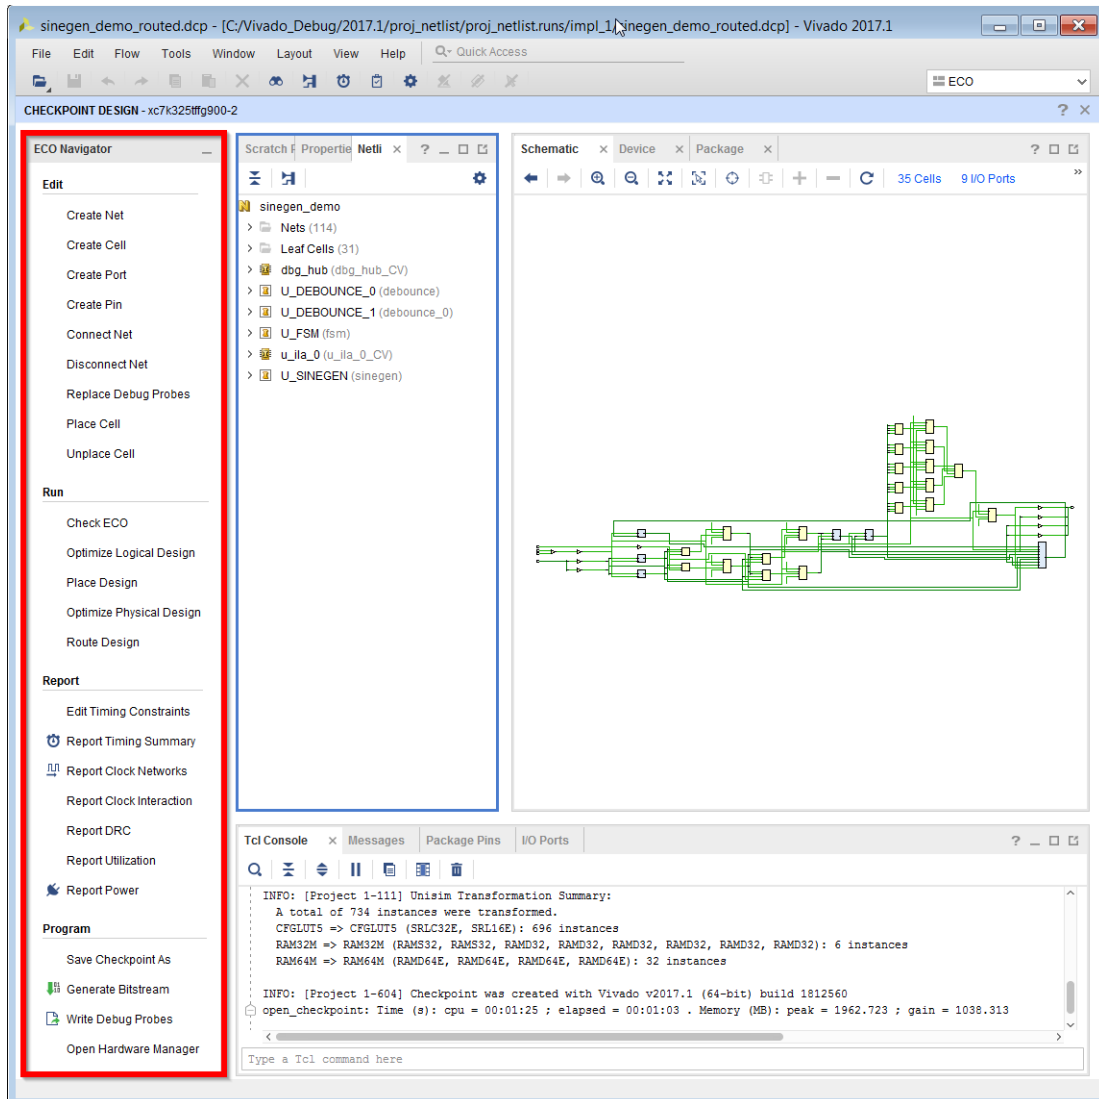 sinegen_demo_routed.dcp - [C:/Vivado_Debug/2017.1/proj_netlist/proj_netlist.runs/impl_1/sinegen_demo_routed.dcp] - Vivado 2017.1
File Edit Flow Tools Window Layout View Help Quick Access
ECO
CHECKPOINT DESIGN - xc7k325tffg900-2
ECO Navigator
Edit
Create Net
Create Cell
Create Port
Create Pin
Connect Net
Disconnect Net
Replace Debug Probes
Place Cell
Unplace Cell
Run
Check ECO
Optimize Logical Design
Place Design
Optimize Physical Design
Route Design
Report
Edit Timing Constraints
Report Timing Summary
Report Clock Networks
Report Clock Interaction
Report DRC
Report Utilization
Report Power
Program
Save Checkpoint As
Generate Bitstream
Write Debug Probes
Open Hardware Manager
Scratch Propertie Netli
sinegen_demo
Nets (114)
Leaf Cells (31)
dbg_hub (dbg_hub_CV)
U_DEBOUNCE_0 (debounce)
U_DEBOUNCE_1 (debounce_0)
U_FSM (fsm)
u_ila_0 (u_ila_0_CV)
U_SINEGEN (sinegen)
Schematic Device Package
35 Cells 9 I/O Ports
Tcl Console Messages Package Pins I/O Ports
INFO: [Project 1-111] Unisim Transformation Summary:
A total of 734 instances were transformed.
CFGLUT5 => CFGLUT5 (SRLC32E, SRL16E): 696 instances
RAM32M => RAM32M (RAMS32, RAMS32, RAMD32, RAMD32, RAMD32, RAMD32, RAMD32, RAMD32): 6 instances
RAM64M => RAM64M (RAMD64E, RAMD64E, RAMD64E, RAMD64E): 32 instances
INFO: [Project 1-604] Checkpoint was created with Vivado v2017.1 (64-bit) build 1812560
open_checkpoint: Time (s): cpu = 00:01:25 ; elapsed = 00:01:03 . Memory (MB): peak = 1962.723 ; gain = 1038.313
Type a Tcl command here